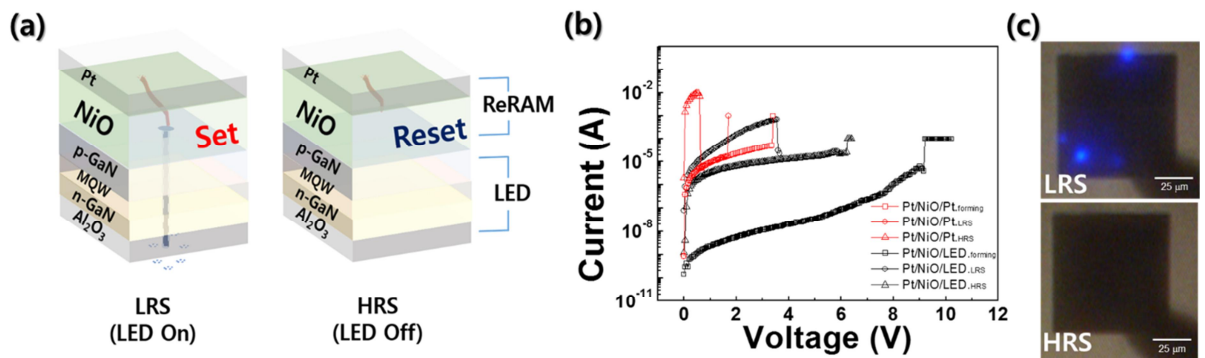 (a)
Pt
NiO
p-GaN
MQW
n-GaN
Al2O3
Set
LRS
(LED On)
Pt
NiO
p-GaN
MQW
n-GaN
Al2O3
Reset
HRS
(LED Off)
ReRAM
LED
(b)
Current (A)
10-2
10-5
10-8
10-11
0 2 4 6 8 10 12
Voltage (V)
Pt/NiO/Pt.forming
Pt/NiO/Pt.LRS
Pt/NiO/Pt.HRS
Pt/NiO/LED.forming
Pt/NiO/LED.LRS
Pt/NiO/LED.HRS
(c)
LRS
25 μm
HRS
25 μm